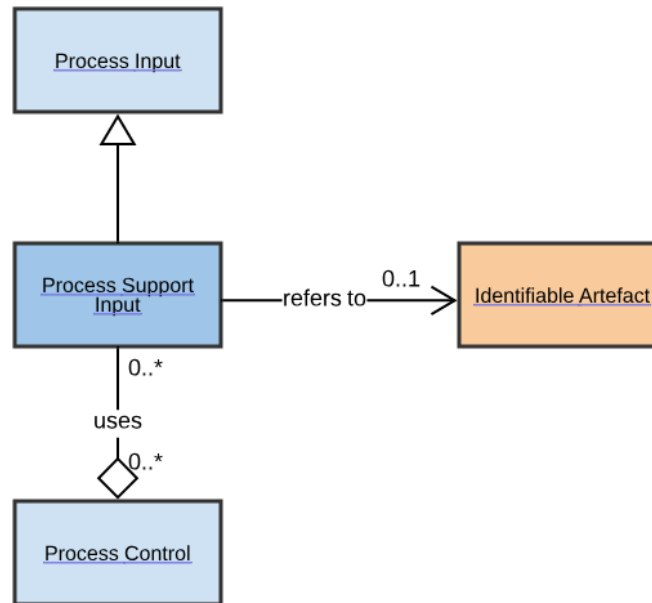 Process Input
Process Support
Input
refers to
0..1
Identifiable Artefact
0..*
uses
0..*
Process Control